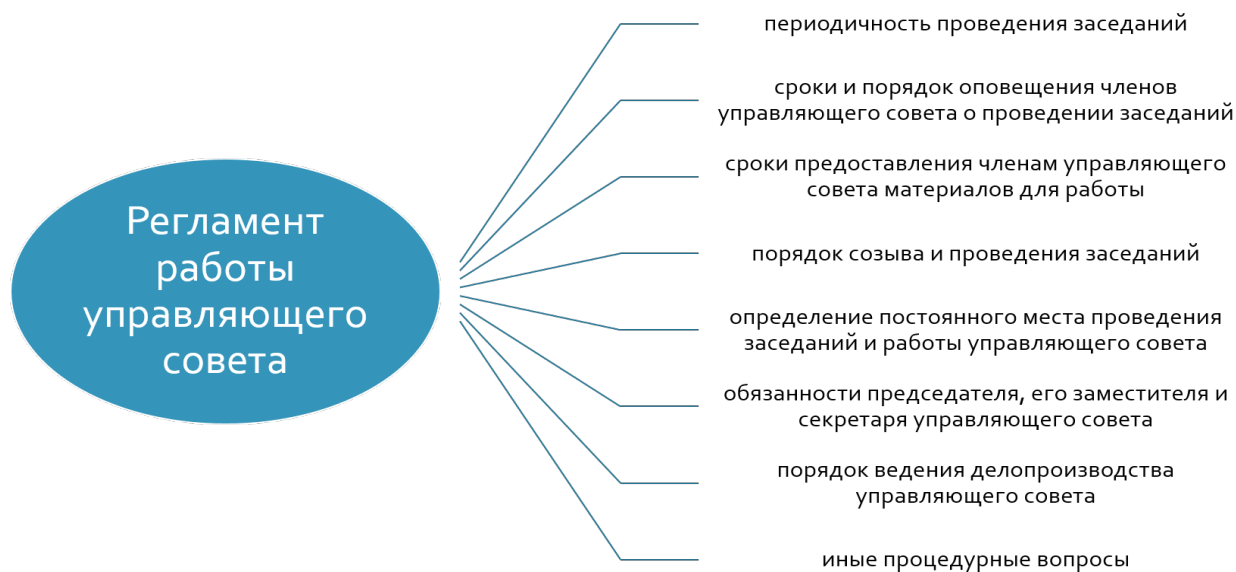 Регламент
работы
управляющего
совета
периодичность проведения заседаний
сроки и порядок оповещения членов
управляющего совета о проведении заседаний
сроки предоставления членам управляющего
совета материалов для работы
порядок созыва и проведения заседаний
определение постоянного места проведения
заседаний и работы управляющего совета
обязанности председателя, его заместителя и
секретаря управляющего совета
порядок ведения делопроизводства
управляющего совета
иные процедурные вопросы